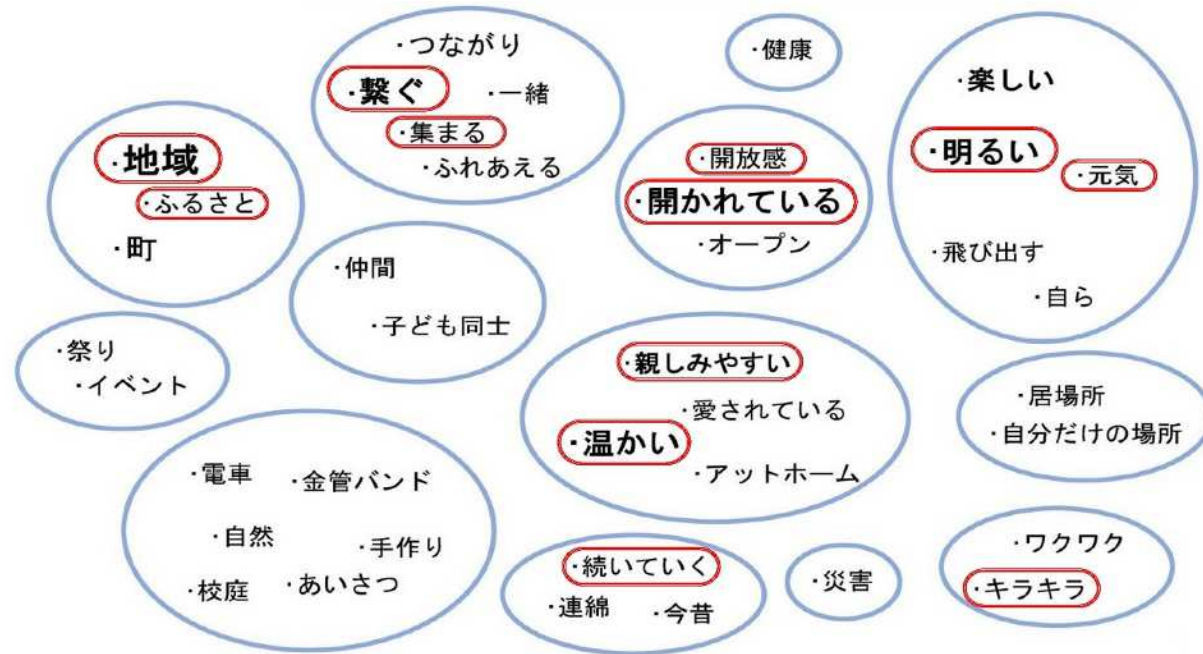 ・つながり
・繋ぐ
・一緒
・集まる
・ふれあえる
・健康
・楽しい
・明るい
・元気
・飛び出す
・自ら
・地域
・ふるさと
・町
・開放感
・開かれている
・オープン
・仲間
・子ども同士
・祭り
・イベント
・親しみやすい
・愛されている
・温かい
・アットホーム
・居場所
・自分だけの場所
・電車
・金管バンド
・自然
・手作り
・校庭
・あいさつ
・続いていく
・連綿
・今昔
・災害
・ワクワク
・キラキラ